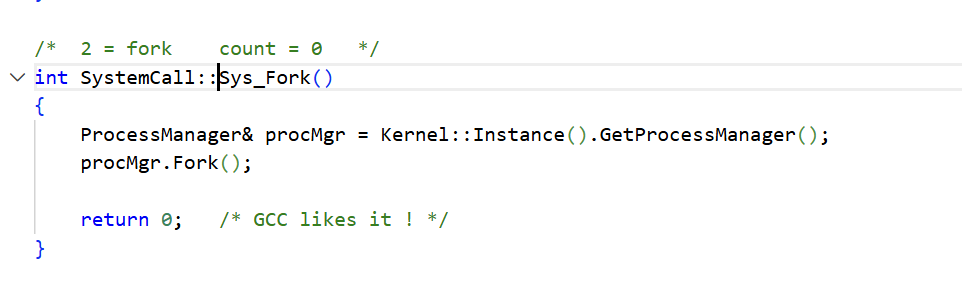 /*  2 = fork    count = 0   */
int SystemCall::Sys_Fork()
{
    ProcessManager& procMgr = Kernel::Instance().GetProcessManager();
    procMgr.Fork();
    return 0;   /* GCC likes it ! */
}